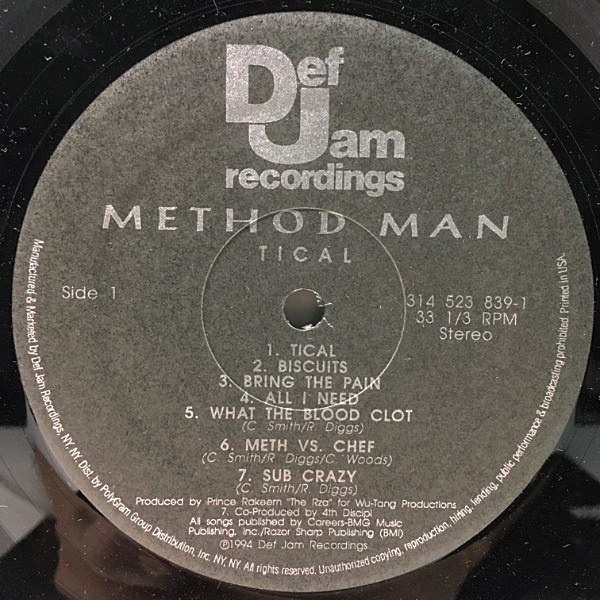 Def
Jam
recordings
METHOD MAN
TICAL
Side 1
314 523 839-1
33 1/3 RPM
Stereo
1. TICAL
2. BISCUITS
3. BRING THE PAIN
4. ALL I NEED
5. WHAT THE BLOOD CLOT
(C. Smith/R. Diggs)
6. METH VS. CHEF
(C. Smith/R. Diggs/C. Woods)
7. SUB CRAZY
(C. Smith/R. Diggs)
Produced by Prince Rakeem "The Rza" for Wu-Tang Productions
7. Co-Produced by 4th Discipl
All songs published by Careers-BMG Music
Publishing, Inc./Razor Sharp Publishing (BMI)
℗1994 Def Jam Recordings
Manufactured & Marketed by Def Jam Recordings, NY, NY. Dist. by PolyGram Group Distribution, Inc. NY, NY. All rights reserved. Unauthorized copying, reproduction, hiring, lending, public performance & broadcasting prohibited. Printed in USA.